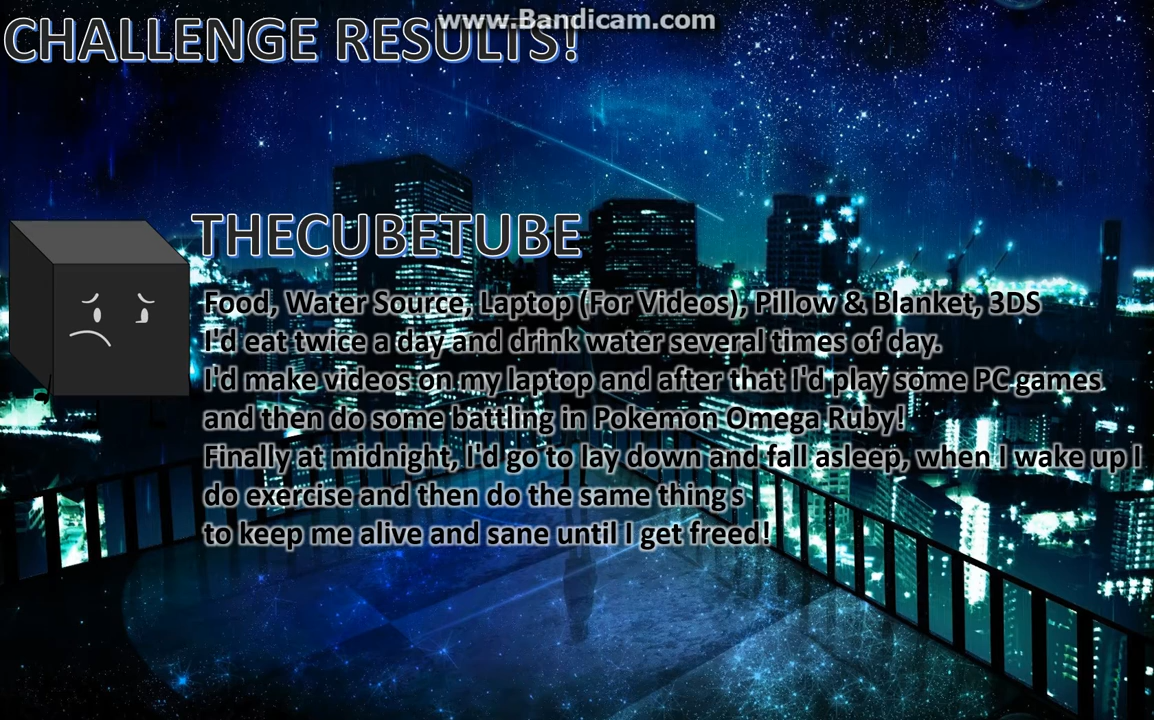 www.Bandicam.com
CHALLENGE RESULTS!
THECUBETUBE
Food, Water Source, Laptop (For Videos), Pillow & Blanket, 3DS
I'd eat twice a day and drink water several times of day.
I'd make videos on my laptop and after that I'd play some PC games.
and then do some battling in Pokemon Omega Ruby!
Finally at midnight, I'd go to lay down and fall asleep, when I wake up I
do exercise and then do the same thing s
to keep me alive and sane until I get freed!